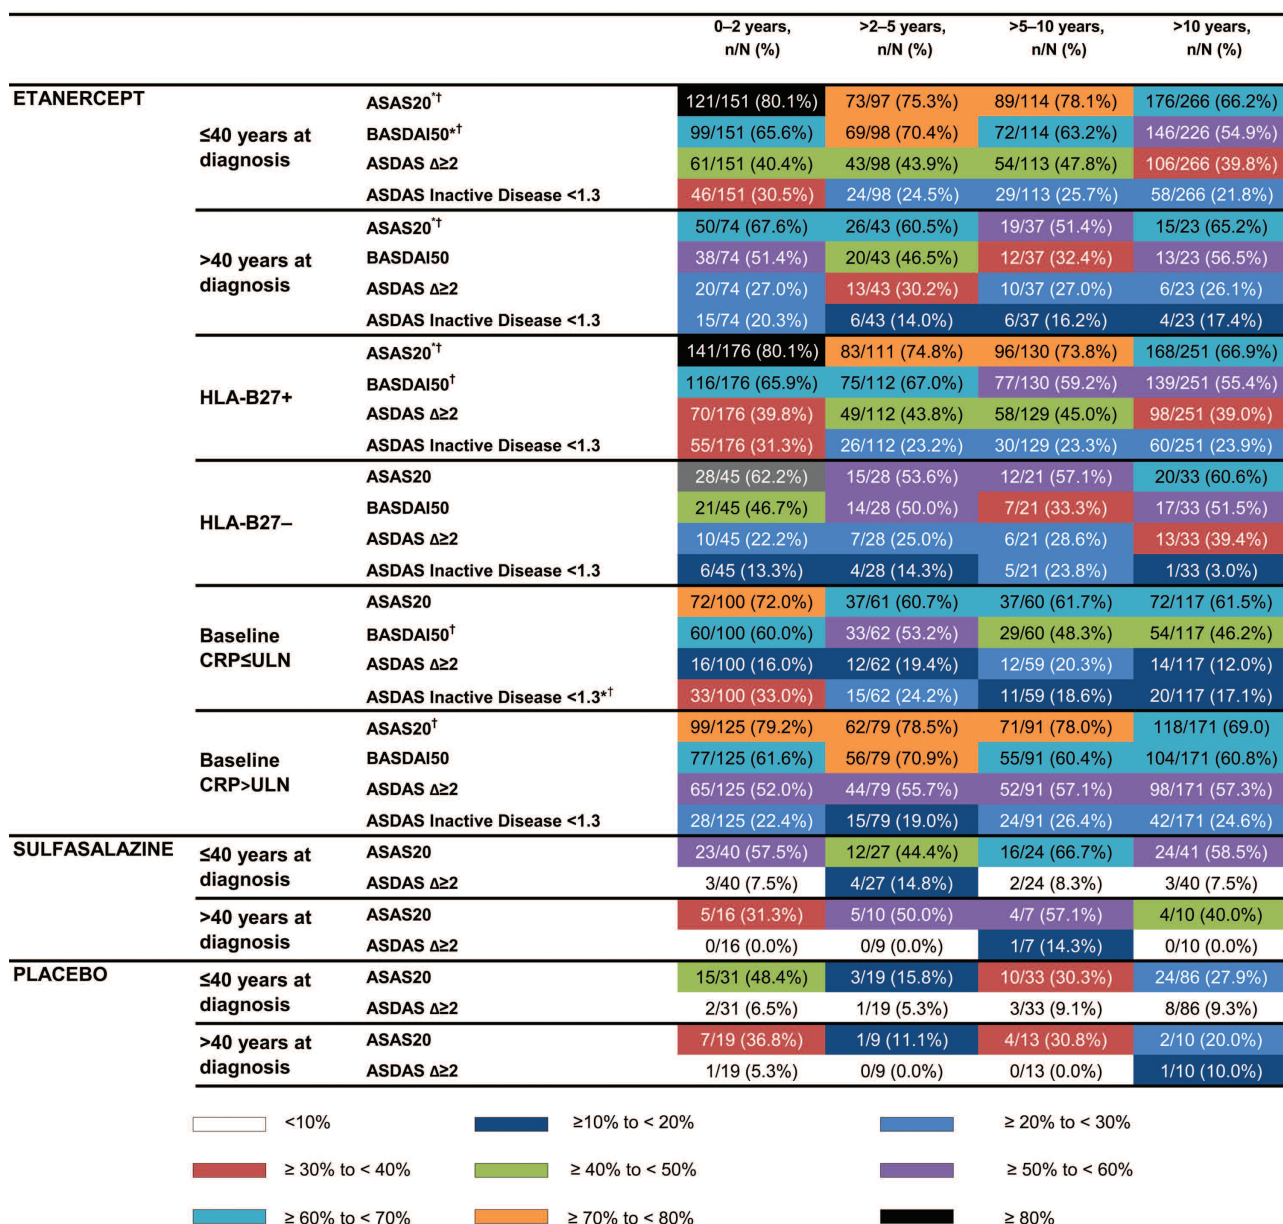 0–2 years, >2–5 years, >5–10 years, >10 years,
n/N (%) n/N (%) n/N (%) n/N (%)
ETANERCEPT ASAS20*† 121/151 (80.1%) 73/97 (75.3%) 89/114 (78.1%) 176/266 (66.2%)
≤40 years at diagnosis BASDAI50*† 99/151 (65.6%) 69/98 (70.4%) 72/114 (63.2%) 146/226 (54.9%)
ASDAS Δ≥2 61/151 (40.4%) 43/98 (43.9%) 54/113 (47.8%) 106/266 (39.8%)
ASDAS Inactive Disease <1.3 46/151 (30.5%) 24/98 (24.5%) 29/113 (25.7%) 58/266 (21.8%)
ASAS20*† 50/74 (67.6%) 26/43 (60.5%) 19/37 (51.4%) 15/23 (65.2%)
>40 years at diagnosis BASDAI50 38/74 (51.4%) 20/43 (46.5%) 12/37 (32.4%) 13/23 (56.5%)
ASDAS Δ≥2 20/74 (27.0%) 13/43 (30.2%) 10/37 (27.0%) 6/23 (26.1%)
ASDAS Inactive Disease <1.3 15/74 (20.3%) 6/43 (14.0%) 6/37 (16.2%) 4/23 (17.4%)
ASAS20*† 141/176 (80.1%) 83/111 (74.8%) 96/130 (73.8%) 168/251 (66.9%)
HLA-B27+ BASDAI50† 116/176 (65.9%) 75/112 (67.0%) 77/130 (59.2%) 139/251 (55.4%)
ASDAS Δ≥2 70/176 (39.8%) 49/112 (43.8%) 58/129 (45.0%) 98/251 (39.0%)
ASDAS Inactive Disease <1.3 55/176 (31.3%) 26/112 (23.2%) 30/129 (23.3%) 60/251 (23.9%)
ASAS20 28/45 (62.2%) 15/28 (53.6%) 12/21 (57.1%) 20/33 (60.6%)
HLA-B27– BASDAI50 21/45 (46.7%) 14/28 (50.0%) 7/21 (33.3%) 17/33 (51.5%)
ASDAS Δ≥2 10/45 (22.2%) 7/28 (25.0%) 6/21 (28.6%) 13/33 (39.4%)
ASDAS Inactive Disease <1.3 6/45 (13.3%) 4/28 (14.3%) 5/21 (23.8%) 1/33 (3.0%)
ASAS20 72/100 (72.0%) 37/61 (60.7%) 37/60 (61.7%) 72/117 (61.5%)
Baseline CRP≤ULN BASDAI50† 60/100 (60.0%) 33/62 (53.2%) 29/60 (48.3%) 54/117 (46.2%)
ASDAS Δ≥2 16/100 (16.0%) 12/62 (19.4%) 12/59 (20.3%) 14/117 (12.0%)
ASDAS Inactive Disease <1.3*† 33/100 (33.0%) 15/62 (24.2%) 11/59 (18.6%) 20/117 (17.1%)
ASAS20† 99/125 (79.2%) 62/79 (78.5%) 71/91 (78.0%) 118/171 (69.0)
Baseline CRP>ULN BASDAI50 77/125 (61.6%) 56/79 (70.9%) 55/91 (60.4%) 104/171 (60.8%)
ASDAS Δ≥2 65/125 (52.0%) 44/79 (55.7%) 52/91 (57.1%) 98/171 (57.3%)
ASDAS Inactive Disease <1.3 28/125 (22.4%) 15/79 (19.0%) 24/91 (26.4%) 42/171 (24.6%)
SULFASALAZINE ≤40 years at diagnosis ASAS20 23/40 (57.5%) 12/27 (44.4%) 16/24 (66.7%) 24/41 (58.5%)
ASDAS Δ≥2 3/40 (7.5%) 4/27 (14.8%) 2/24 (8.3%) 3/40 (7.5%)
>40 years at diagnosis ASAS20 5/16 (31.3%) 5/10 (50.0%) 4/7 (57.1%) 4/10 (40.0%)
ASDAS Δ≥2 0/16 (0.0%) 0/9 (0.0%) 1/7 (14.3%) 0/10 (0.0%)
PLACEBO ≤40 years at diagnosis ASAS20 15/31 (48.4%) 3/19 (15.8%) 10/33 (30.3%) 24/86 (27.9%)
ASDAS Δ≥2 2/31 (6.5%) 1/19 (5.3%) 3/33 (9.1%) 8/86 (9.3%)
>40 years at diagnosis ASAS20 7/19 (36.8%) 1/9 (11.1%) 4/13 (30.8%) 2/10 (20.0%)
ASDAS Δ≥2 1/19 (5.3%) 0/9 (0.0%) 0/13 (0.0%) 1/10 (10.0%)
<10% ≥10% to < 20% ≥ 20% to < 30%
≥ 30% to < 40% ≥ 40% to < 50% ≥ 50% to < 60%
≥ 60% to < 70% ≥ 70% to < 80% ≥ 80%